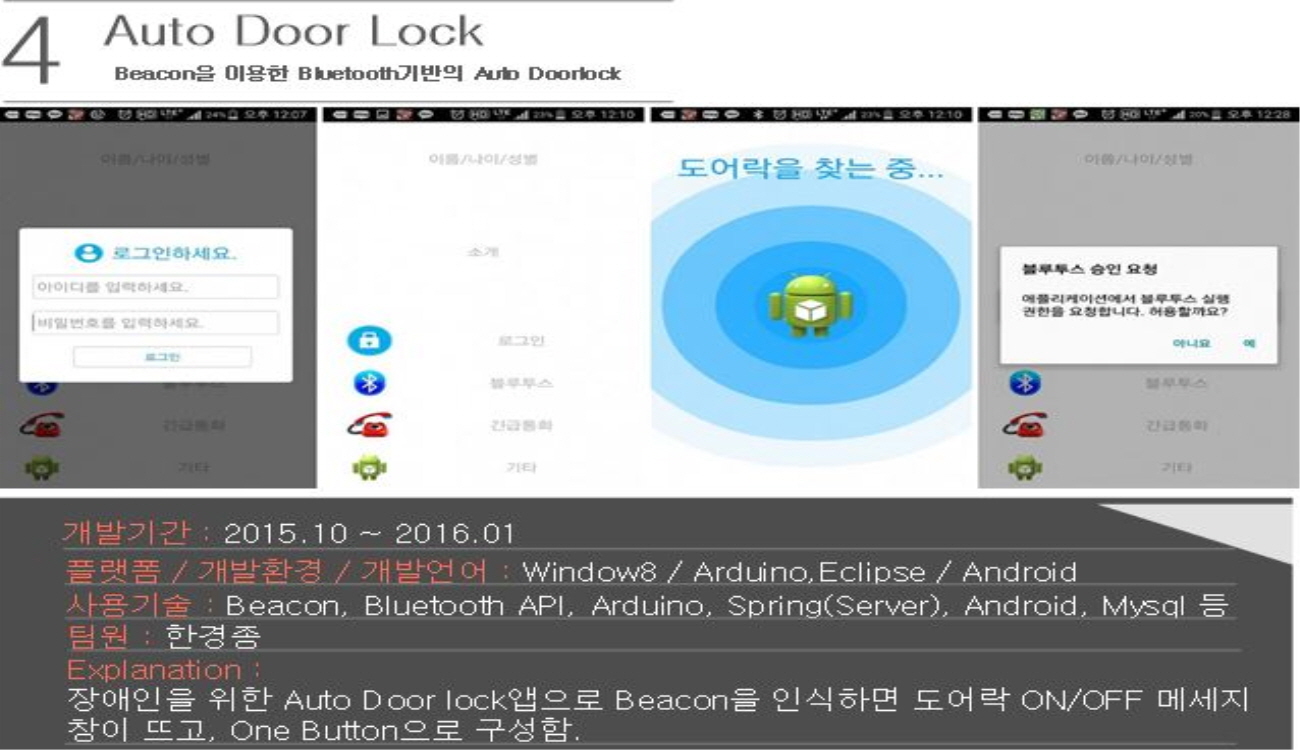 4
Auto Door Lock
Beacon을 이용한 Bluetooth기반의 Auto Doorlock
24% 오후 12:07
이름/나이/성별
로그인하세요.
아이디를 입력하세요.
비밀번호를 입력하세요.
로그인
블루투스
긴급통화
기타
23% 오후 12:10
이름/나이/성별
소개
로그인
블루투스
긴급통화
기타
23% 오후 12:10
도어락을 찾는 중...
20% 오후 12:28
이름/나이/성별
블루투스 승인 요청
애플리케이션에서 블루투스 실행
권한을 요청합니다. 허용할까요?
아니요 예
블루투스
긴급통화
기타
개발기간 : 2015.10 ~ 2016.01
플랫폼 / 개발환경 / 개발언어 : Window8 / Arduino,Eclipse / Android
사용기술 : Beacon, Bluetooth API, Arduino, Spring(Server), Android, Mysql 등
팀원 : 한경종
Explanation :
장애인을 위한 Auto Door lock앱으로 Beacon을 인식하면 도어락 ON/OFF 메세지
창이 뜨고, One Button으로 구성함.